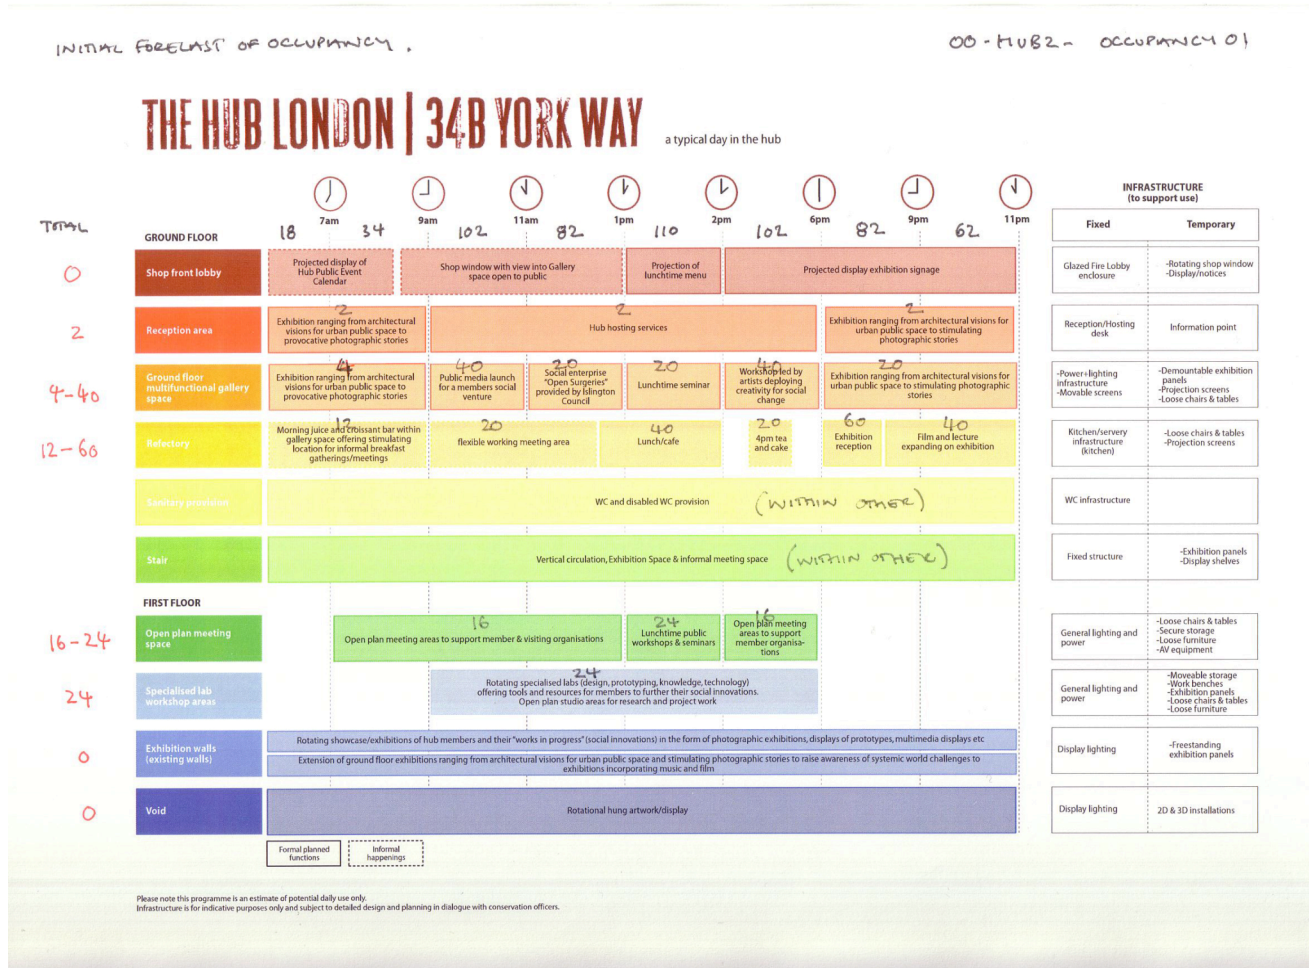 INITIAL FORECAST OF OCCUPANCY.
00-HUB2- OCCUPANCY 01
THE HUB LONDON | 34B YORK WAY
a typical day in the hub
INFRASTRUCTURE
(to support use)
7am 9am 11am 1pm 2pm 6pm 9pm 11pm
Fixed Temporary
TOTAL
18 34 102 82 110 102 82 62
GROUND FLOOR
0
Shop front lobby
Projected display of
Hub Public Event
Calendar
Shop window with view into Gallery
space open to public
Projection of
lunchtime menu
Projected display exhibition signage
Glazed Fire Lobby
enclosure
-Rotating shop window
-Display/notices
2
Reception area
2
Exhibition ranging from architectural
visions for urban public space to
provocative photographic stories
2
Hub hosting services
2
Exhibition ranging from architectural visions for
urban public space to stimulating
photographic stories
Reception/Hosting
desk
Information point
4-40
Ground floor
multifunctional gallery
space
4
Exhibition ranging from architectural
visions for urban public space to
provocative photographic stories
40
Public media launch
for a members social
venture
20
Social enterprise
"Open Surgeries"
provided by Islington
Council
20
Lunchtime seminar
40
Workshop led by
artists deploying
creativity for social
change
20
Exhibition ranging from architectural visions for
urban public space to stimulating photographic
stories
-Power+lighting
infrastructure
-Movable screens
-Demountable exhibition
panels
-Projection screens
-Loose chairs & tables
12-60
Refectory
12
Morning juice and croissant bar within
gallery space offering stimulating
location for informal breakfast
gatherings/meetings
20
flexible working meeting area
40
Lunch/cafe
20
4pm tea
and cake
60
Exhibition
reception
40
Film and lecture
expanding on exhibition
Kitchen/servery
infrastructure
(kitchen)
-Loose chairs & tables
-Projection screens
Sanitary provision
WC and disabled WC provision
(WITHIN OTHER)
WC infrastructure
Stair
Vertical circulation, Exhibition Space & informal meeting space
(WITHIN OTHER)
Fixed structure
-Exhibition panels
-Display shelves
FIRST FLOOR
16-24
Open plan meeting
space
16
Open plan meeting areas to support member & visiting organisations
24
Lunchtime public
workshops & seminars
16
Open plan meeting
areas to support
member organisa-
tions
General lighting and
power
-Loose chairs & tables
-Secure storage
-Loose furniture
-AV equipment
24
Specialised lab
workshop areas
24
Rotating specialised labs (design, prototyping, knowledge, technology)
offering tools and resources for members to further their social innovations.
Open plan studio areas for research and project work
General lighting and
power
-Moveable storage
-Work benches
-Exhibition panels
-Loose chairs & tables
-Loose furniture
0
Exhibition walls
(existing walls)
Rotating showcase/exhibitions of hub members and their "works in progress" (social innovations) in the form of photographic exhibitions, displays of prototypes, multimedia displays etc
Extension of ground floor exhibitions ranging from architectural visions for urban public space and stimulating photographic stories to raise awareness of systemic world challenges to
exhibitions incorporating music and film
Display lighting
-Freestanding
exhibition panels
0
Void
Rotational hung artwork/display
Display lighting
2D & 3D installations
Formal planned
functions
Informal
happenings
Please note this programme is an estimate of potential daily use only.
Infrastructure is for indicative purposes only and subject to detailed design and planning in dialogue with conservation officers.